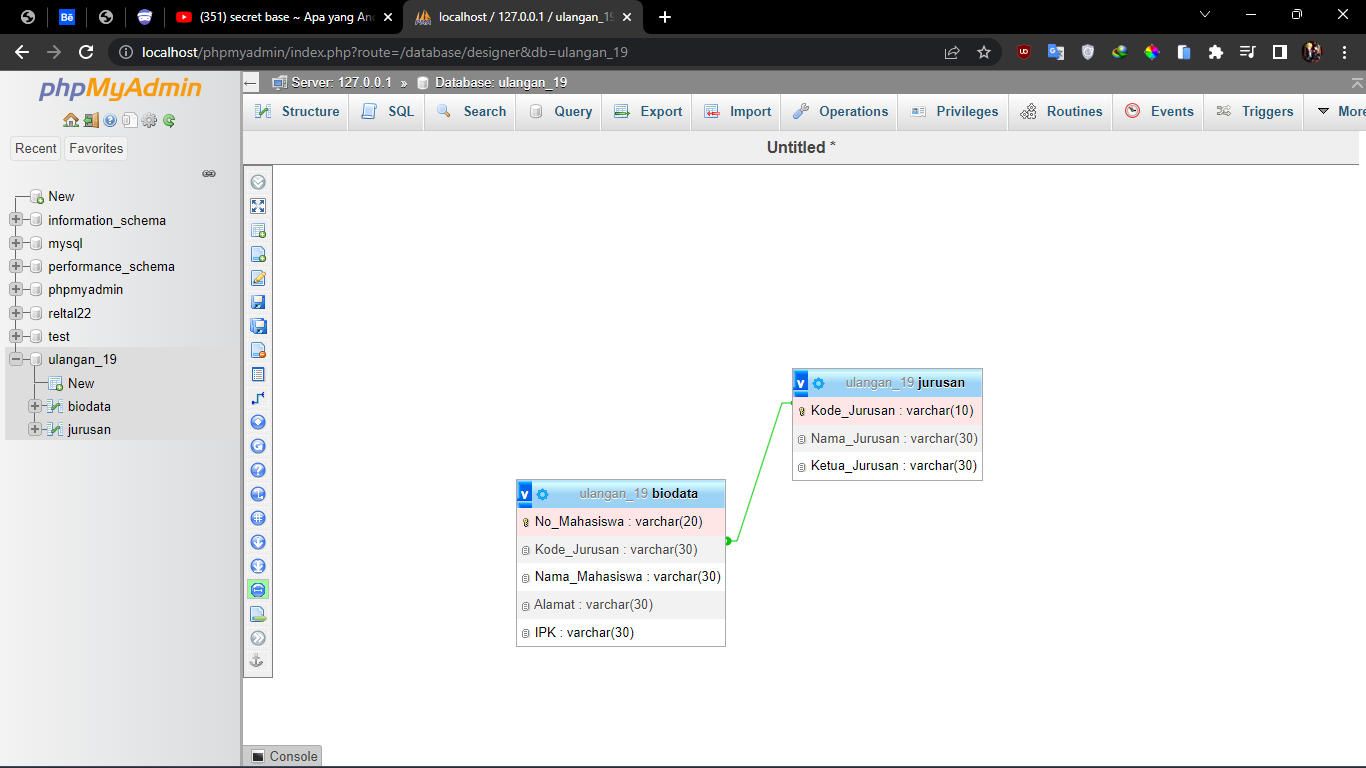 (351) secret base ~ Apa yang An
localhost / 127.0.0.1 / ulangan_19
localhost/phpmyadmin/index.php?route=/database/designer&db=ulangan_19
phpMyAdmin
Recent
Favorites
New
information_schema
mysql
performance_schema
phpmyadmin
reltal22
test
ulangan_19
New
biodata
jurusan
Server: 127.0.0.1 » Database: ulangan_19
Structure SQL Search Query Export Import Operations Privileges Routines Events Triggers More
Untitled *
v ulangan_19 jurusan
Kode_Jurusan : varchar(10)
Nama_Jurusan : varchar(30)
Ketua_Jurusan : varchar(30)
v ulangan_19 biodata
No_Mahasiswa : varchar(20)
Kode_Jurusan : varchar(30)
Nama_Mahasiswa : varchar(30)
Alamat : varchar(30)
IPK : varchar(30)
Console